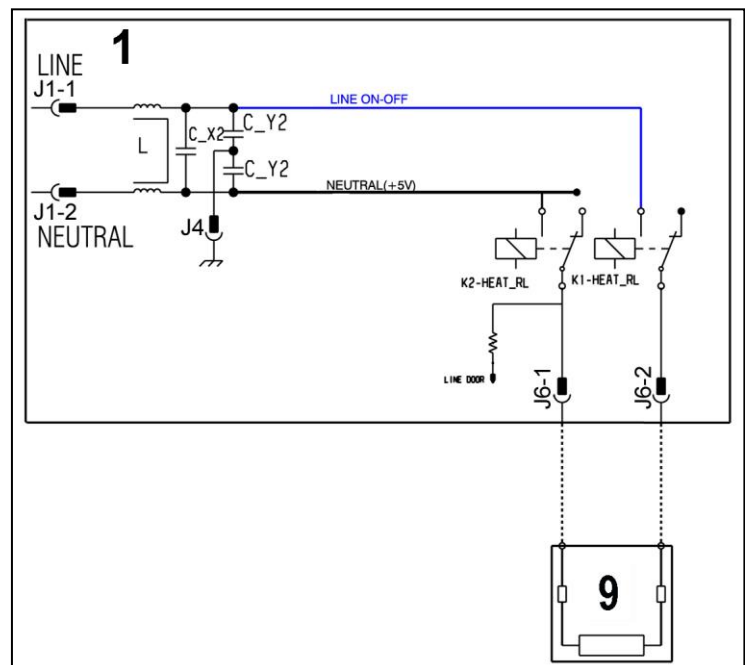 1
LINE
J1-1
LINE ON-OFF
C_Y2
C_X2
L
C_Y2
NEUTRAL(+5V)
J1-2
NEUTRAL
J4
K2-HEAT_RL
K1-HEAT_RL
LINE DOOR
J6-1
J6-2
9